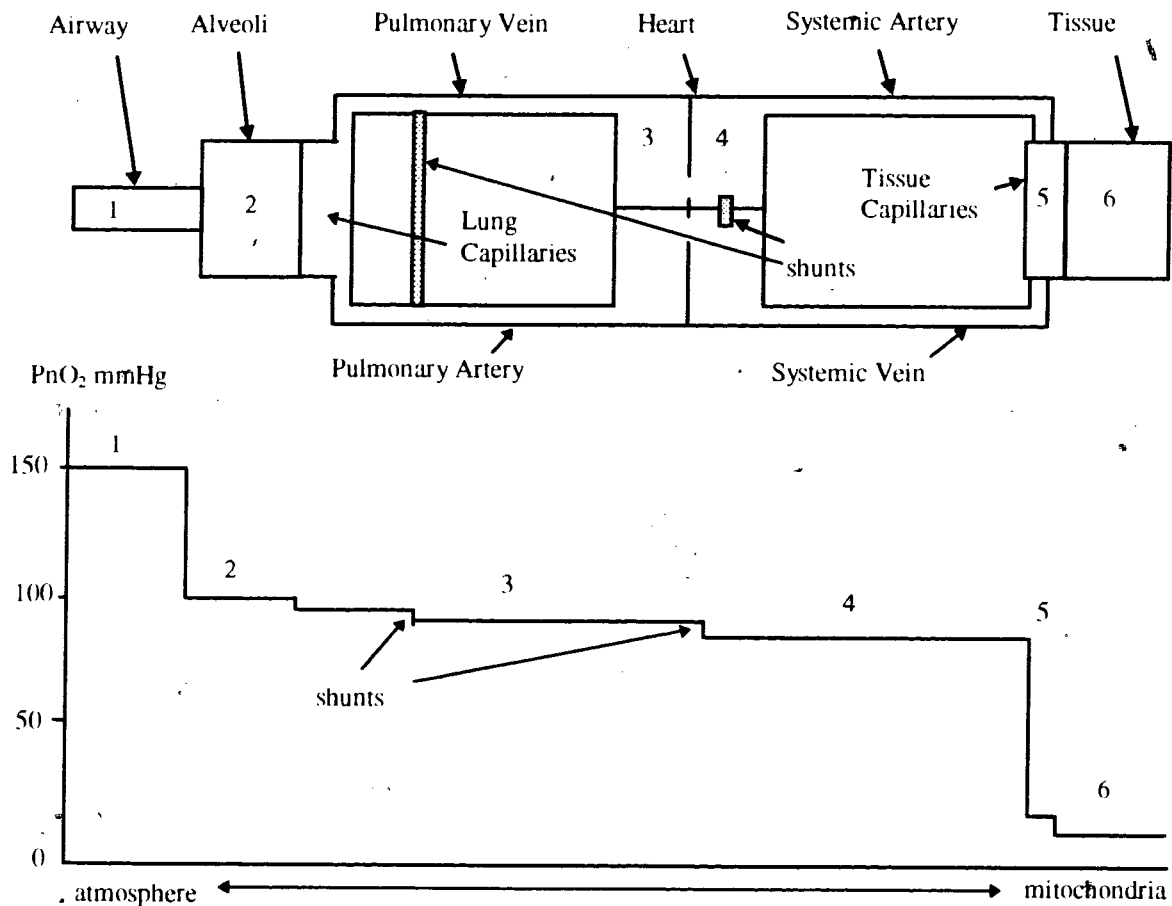 Airway Alveoli Pulmonary Vein Heart Systemic Artery Tissue
3 4
1 2 Lung Capillaries Tissue Capillaries 5 6
shunts
Pulmonary Artery Systemic Vein
PnO₂ mmHg
1
150
2 3 4 5
100
shunts
50
6
0
atmosphere mitochondria